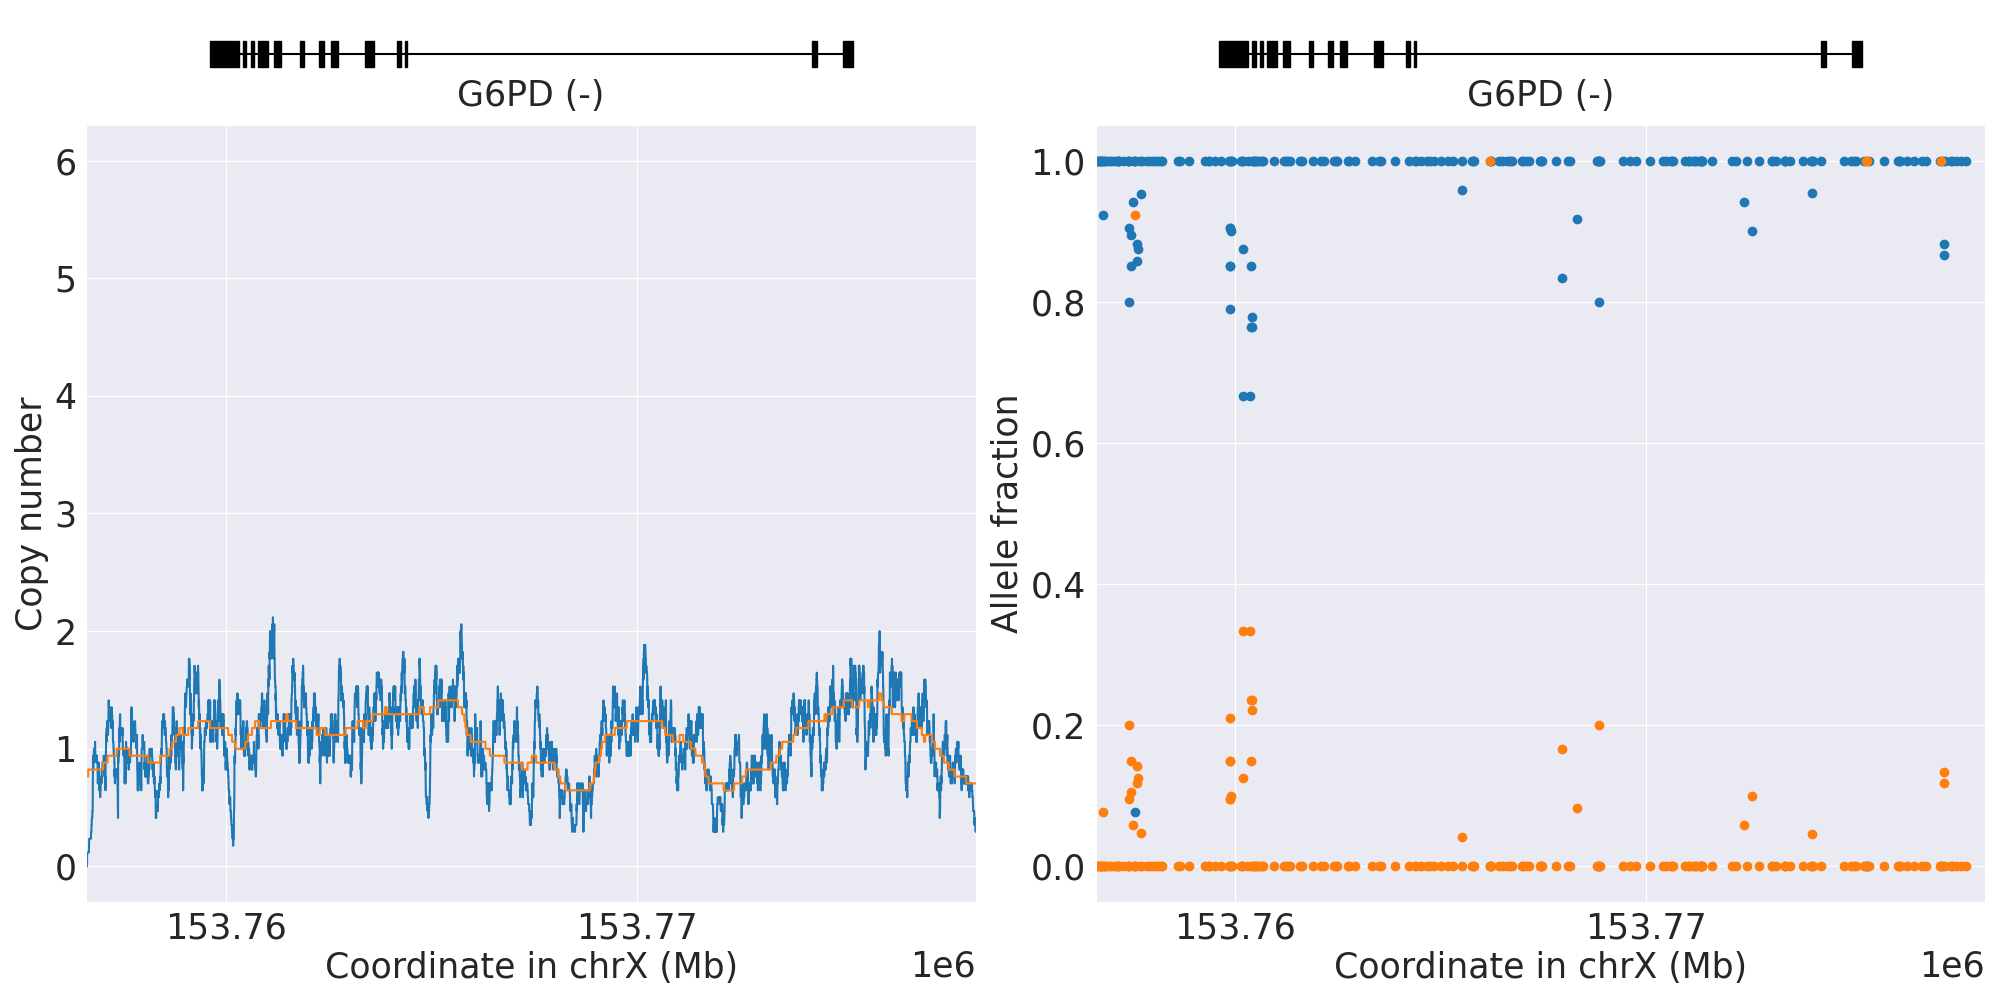 G6PD (-)
6
5
4
3
2
1
0
Copy number
153.76
153.77
Coordinate in chrX (Mb)
1e6
G6PD (-)
1.0
0.8
0.6
0.4
0.2
0.0
Allele fraction
153.76
153.77
Coordinate in chrX (Mb)
1e6